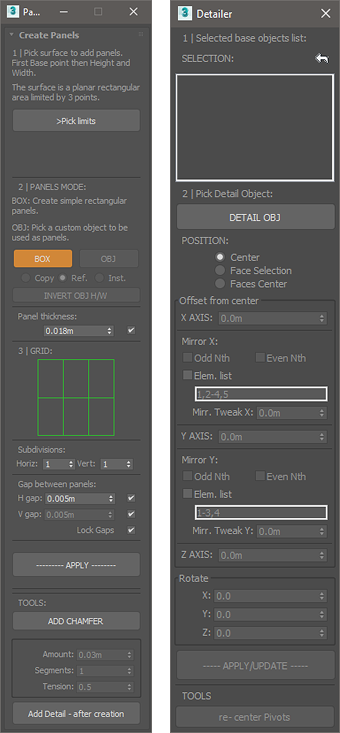 3 Pa...
Create Panels
1 | Pick surface to add panels.
First Base point then Height and
Width.
The surface is a planar rectangular
area limited by 3 points.
>Pick limits
2 | PANELS MODE:
BOX: Create simple rectangular
panels.
OBJ: Pick a custom object to be
used as panels.
BOX OBJ
Copy Ref. Inst.
INVERT OBJ H/W
Panel thickness:
0.018m
3 | GRID:
Subdivisions:
Horiz: 1 Vert: 1
Gap between panels:
H gap: 0.005m
V gap: 0.005m
Lock Gaps
--------- APPLY --------
TOOLS:
ADD CHAMFER
Amount: 0.03m
Segments: 1
Tension: 0.5
Add Detail - after creation
3 Detailer
1 | Selected base objects list:
SELECTION:
2 | Pick Detail Object:
DETAIL OBJ
POSITION:
Center
Face Selection
Faces Center
Offset from center
X AXIS: 0.0m
Mirror X:
Odd Nth Even Nth
Elem. list
1,2-4,5
Mirr. Tweak X: 0.0m
Y AXIS: 0.0m
Mirror Y:
Odd Nth Even Nth
Elem. list
1-3,4
Mirr. Tweak Y: 0.0m
Z AXIS: 0.0m
Rotate
X: 0.0
Y: 0.0
Z: 0.0
----- APPLY/UPDATE -----
TOOLS
re- center Pivots